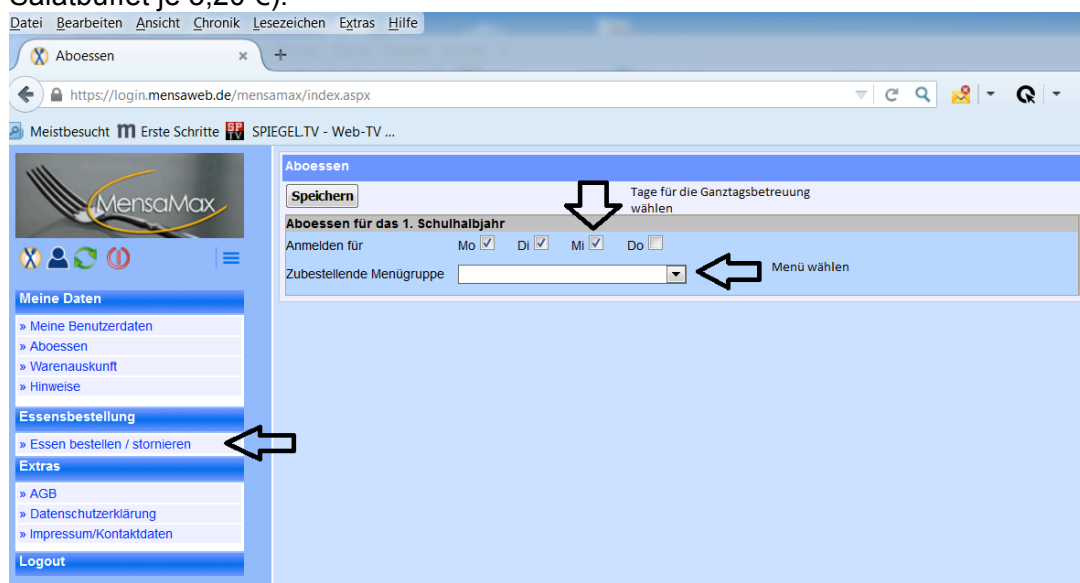 Salatbuffet je 3,20 €).
Datei Bearbeiten Ansicht Chronik Lesezeichen Extras Hilfe
Aboessen × +
https://login.mensaweb.de/mensamax/index.aspx
Meistbesucht Erste Schritte SPIEGEL.TV - Web-TV ...
MensaMax
Meine Daten
» Meine Benutzerdaten
» Aboessen
» Warenauskunft
» Hinweise
Essensbestellung
» Essen bestellen / stornieren
Extras
» AGB
» Datenschutzerklärung
» Impressum/Kontaktdaten
Logout
Aboessen
Speichern
Tage für die Ganztagsbetreuung
wählen
Aboessen für das 1. Schulhalbjahr
Anmelden für Mo Di Mi Do
Zubestellende Menügruppe
Menü wählen